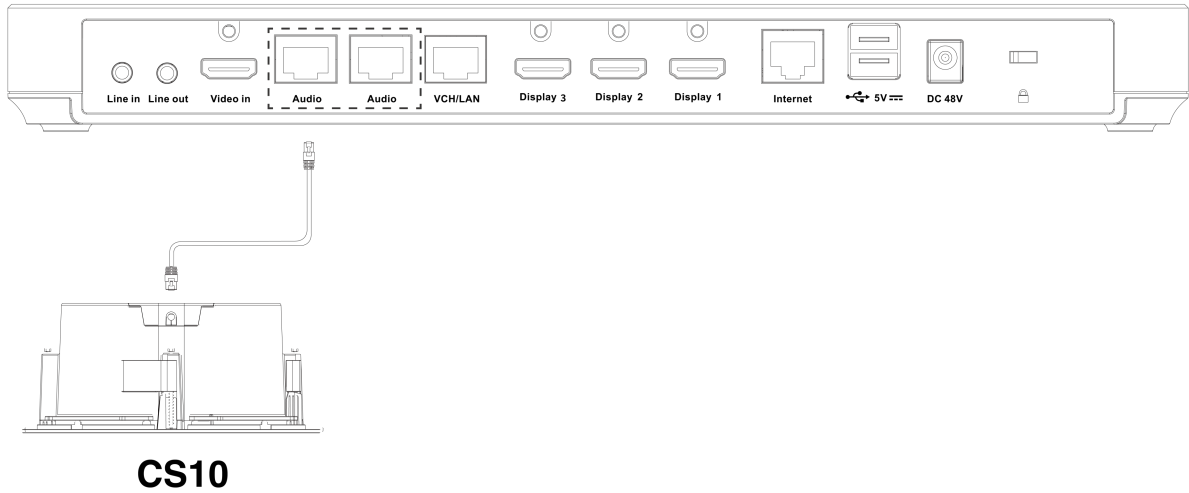 Line in Line out Video in Audio Audio VCH/LAN Display 3 Display 2 Display 1 Internet 5V DC 48V
CS10